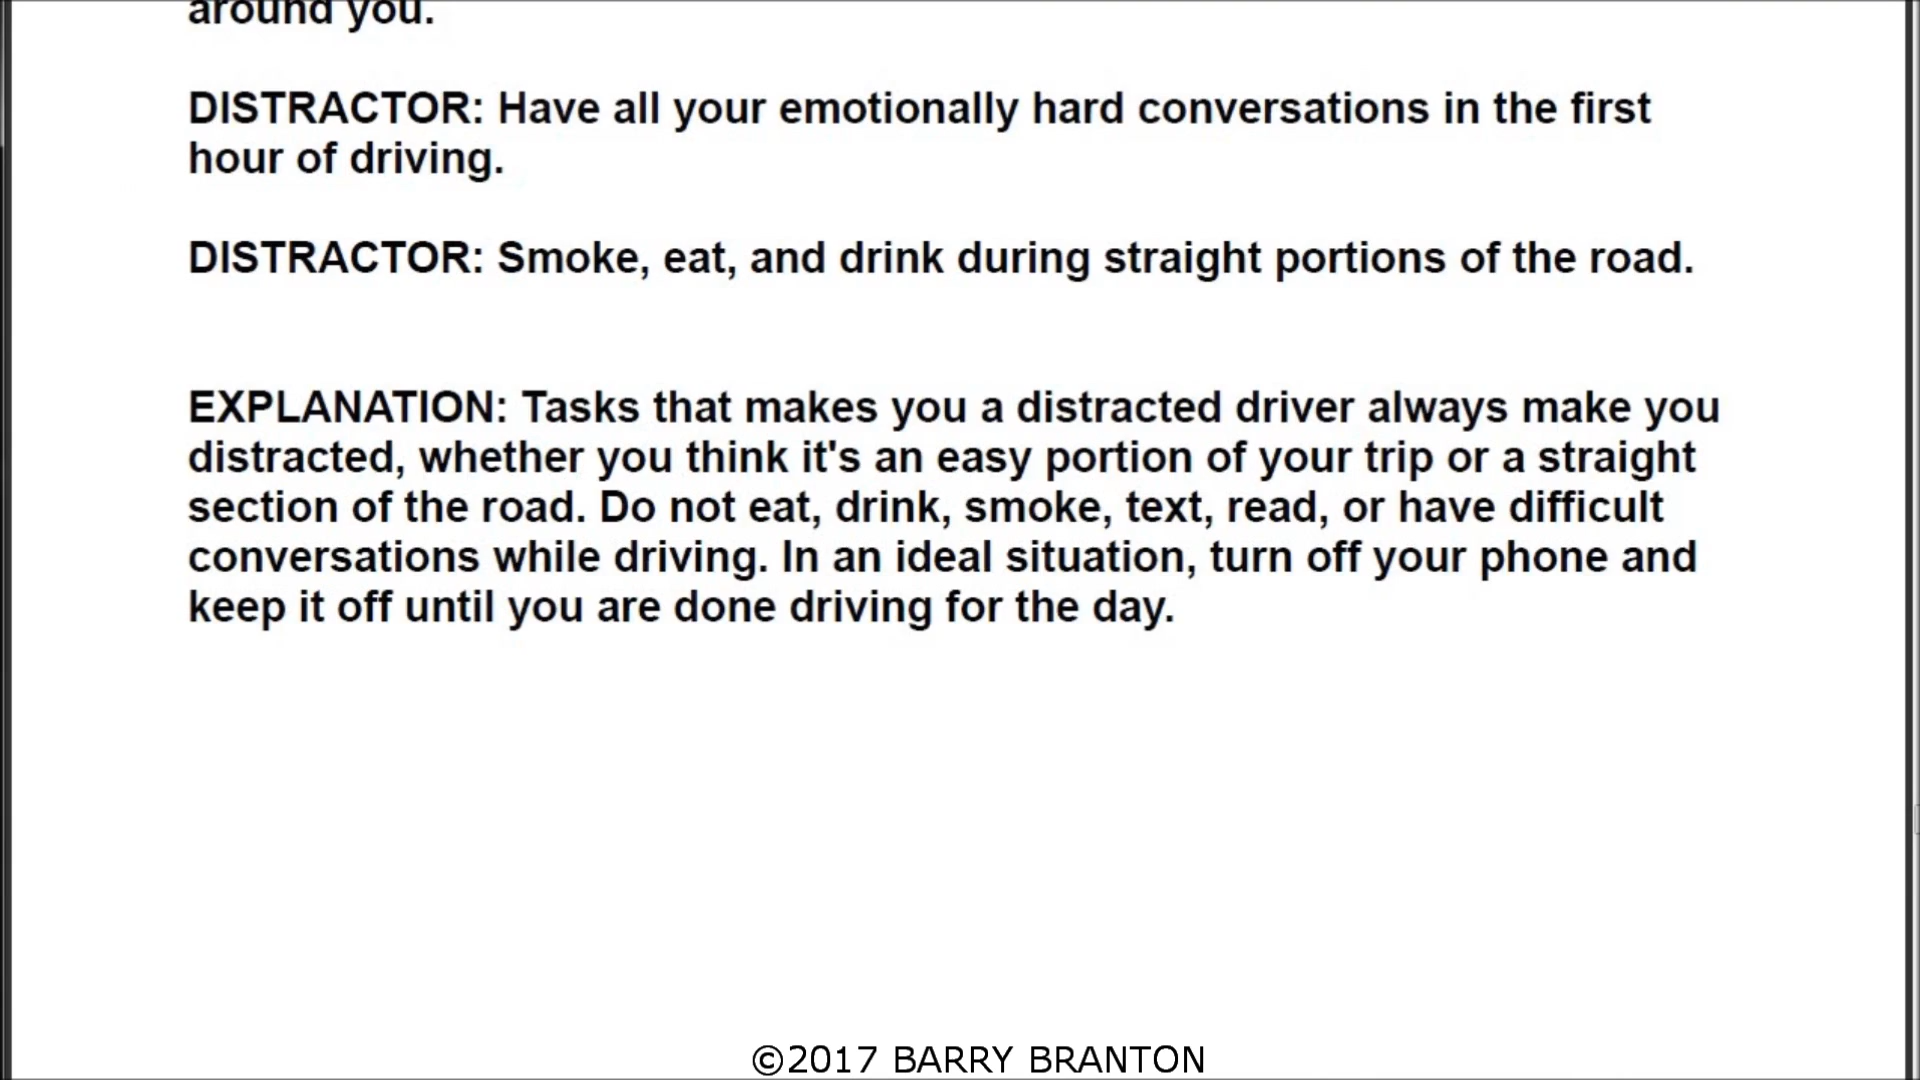 around you.
DISTRACTOR: Have all your emotionally hard conversations in the first
hour of driving.
DISTRACTOR: Smoke, eat, and drink during straight portions of the road.
EXPLANATION: Tasks that makes you a distracted driver always make you
distracted, whether you think it's an easy portion of your trip or a straight
section of the road. Do not eat, drink, smoke, text, read, or have difficult
conversations while driving. In an ideal situation, turn off your phone and
keep it off until you are done driving for the day.
©2017 BARRY BRANTON